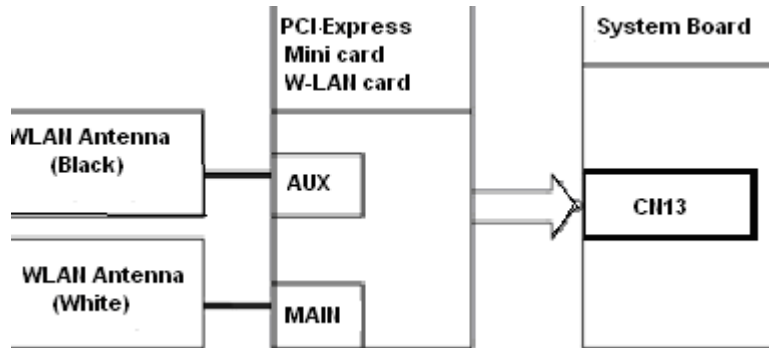 PCI-Express
Mini card
W-LAN card
System Board
WLAN Antenna
(Black)
AUX
CN13
WLAN Antenna
(White)
MAIN